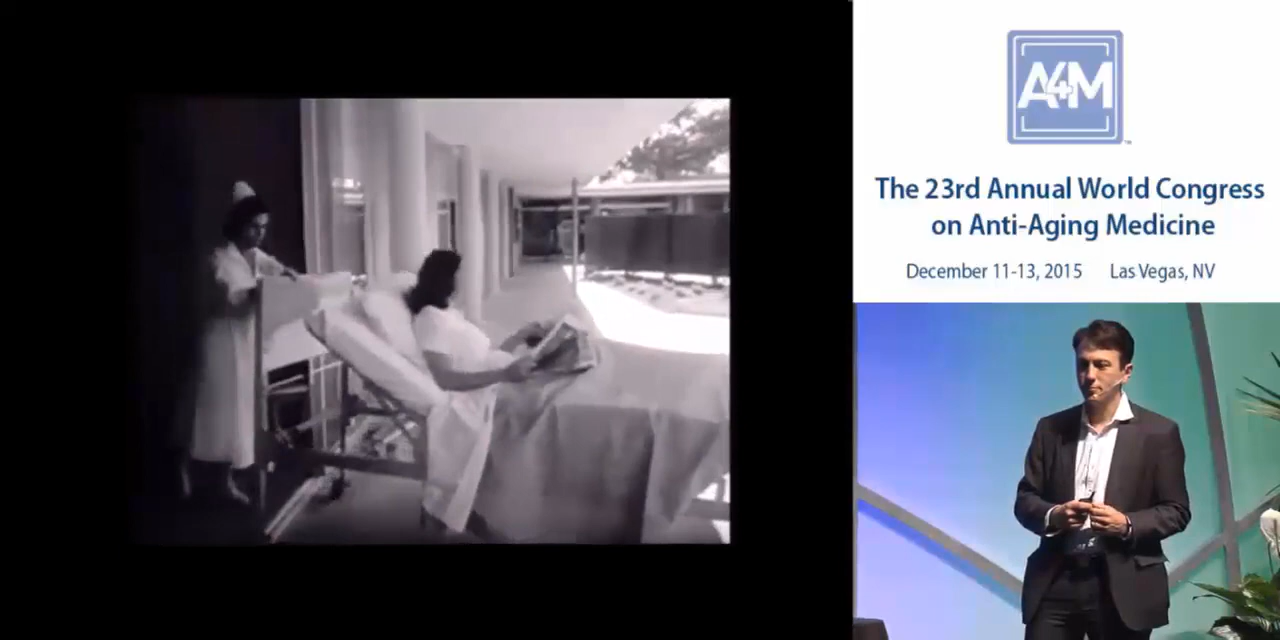 A4M
The 23rd Annual World Congress
on Anti-Aging Medicine
December 11-13, 2015 Las Vegas, NV